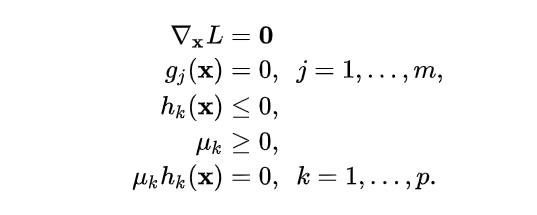 ∇ₓL = 0
gⱼ(x) = 0, j = 1, . . . , m,
hₖ(x) ≤ 0,
μₖ ≥ 0,
μₖhₖ(x) = 0, k = 1, . . . , p.